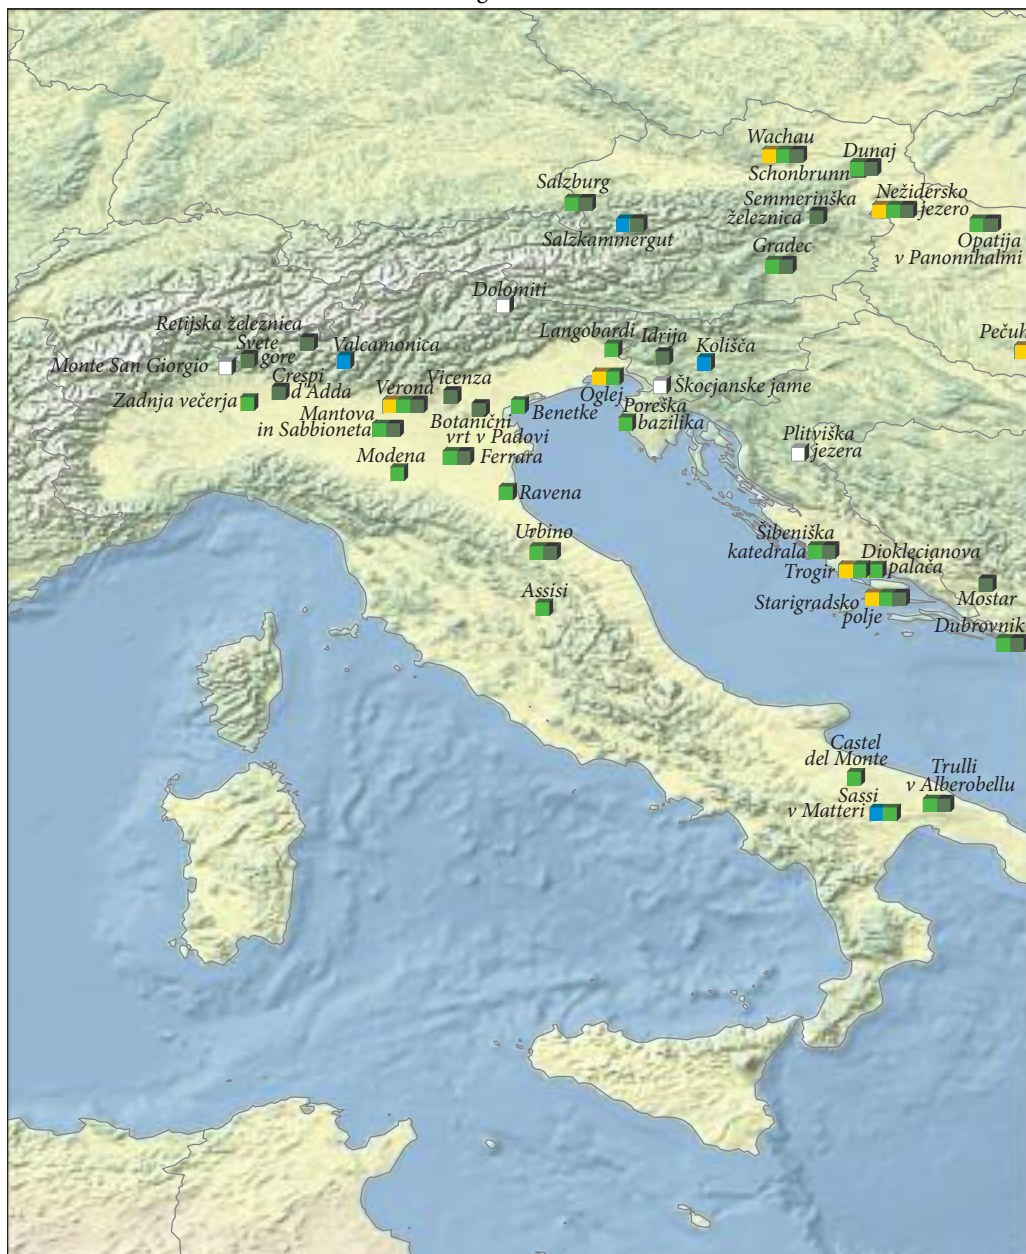 Wachau
Dunaj
Schonbrunn
Salzburg
Semmerinška
železnica
Nežidersko
jezero
Salzkammergut
Gradec
Opatija
v Panonnhalmi
Dolomiti
Retijska železnica
Svete
gore
Monte San Giorgio
Valcamonica
Langobardi
Idrija
Kolišča
Pečuh
Crespi
d'Adda
Zadnja večerja
Verona
Vicenza
Oglej
Škocjanske jame
Mantova
in Sabbioneta
Botanični
vrt v Padovi
Benetke
Poreška
bazilika
Modena
Ferrara
Plitviška
jezera
Ravena
Urbino
Šibeniška
katedrala
Dioklecianova
palača
Trogir
Assisi
Starigradsko
polje
Mostar
Dubrovnik
Castel
del Monte
Trulli
v Alberobellu
Sassi
v Matteri